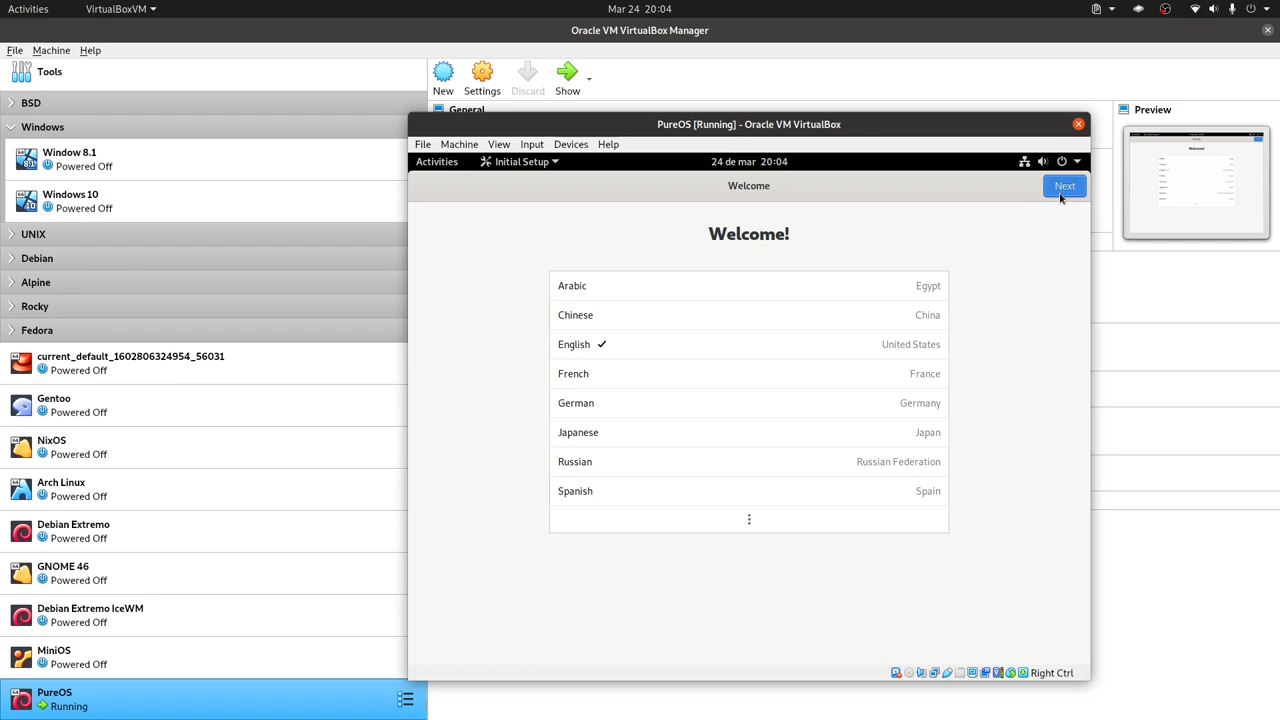 Activities
VirtualBoxVM
Mar 24 20:04
Oracle VM VirtualBox Manager
File Machine Help
Tools
New Settings Discard Show
BSD
Windows
Window 8.1
Powered Off
Windows 10
Powered Off
UNIX
Debian
Alpine
Rocky
Fedora
current_default_1602806324954_56031
Powered Off
Gentoo
Powered Off
NixOS
Powered Off
Arch Linux
Powered Off
Debian Extremo
Powered Off
GNOME 46
Powered Off
Debian Extremo IceWM
Powered Off
MiniOS
Powered Off
PureOS
Running
General
Preview
PureOS [Running] - Oracle VM VirtualBox
File Machine View Input Devices Help
Activities Initial Setup 24 de mar 20:04
Welcome
Next
Welcome!
Arabic Egypt
Chinese China
English United States
French France
German Germany
Japanese Japan
Russian Russian Federation
Spanish Spain
Right Ctrl